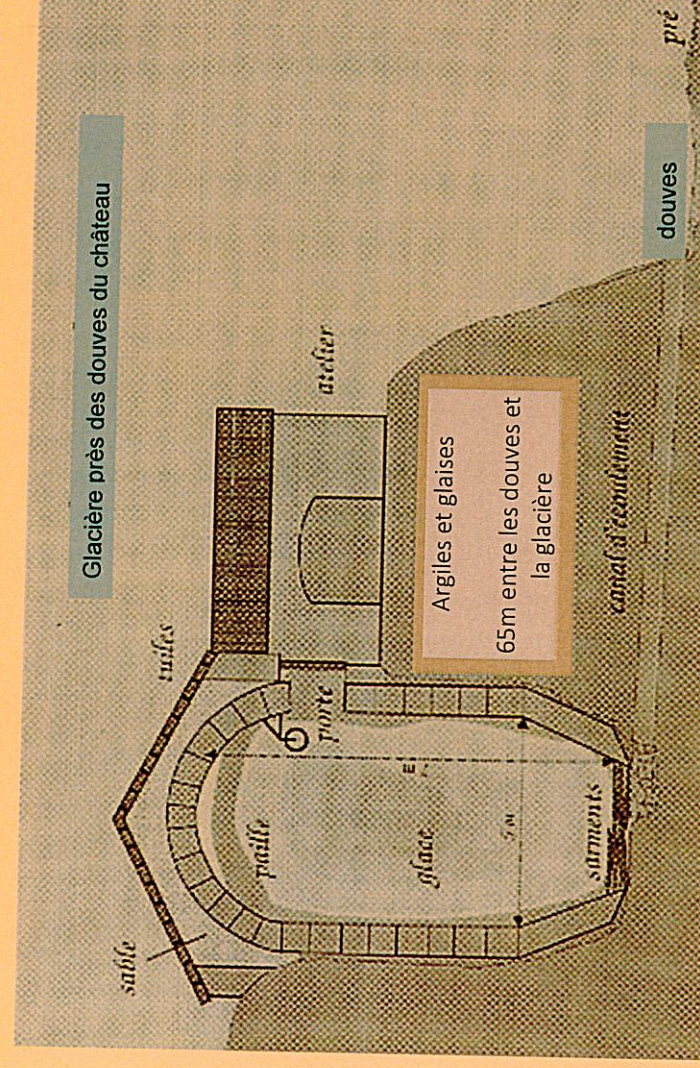 Glacière près des douves du château
tuiles
sable
atelier
porte
paille
glace
5 m
sarments
Argiles et glaises
65m entre les douves et
la glacière
canal d'écoulement
douves
pré